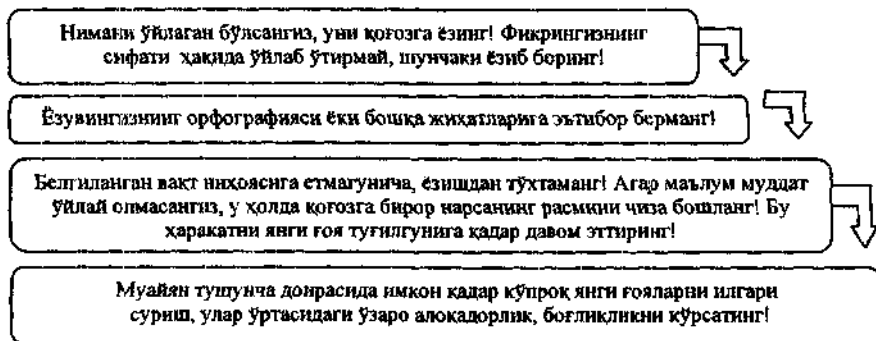 Нимани ўйлаган бўлсангиз, уни қоғозга ёзинг! Фикрингизнинг
сифати ҳақида ўйлаб ўтирмай, шунчаки ёзиб боринг!
Ёзувингизнинг орфографияси ёки бошқа жиҳатларига эътибор берманг!
Белгиланган вақт ниҳоясига етмагунича, ёзишдан тўхтаманг! Агар маълум муддат
ўйлай олмасангиз, у ҳолда қоғозга бирор нарсанинг расмини чиза бошланг! Бу
ҳаракатни янги ғоя туғилгунига қадар давом эттиринг!
Муайян тушунча доирасида имкон қадар кўпроқ янги ғояларни илгари
суриш, улар ўртасидаги ўзаро алоқадорлик, боғлиқликни кўрсатинг!